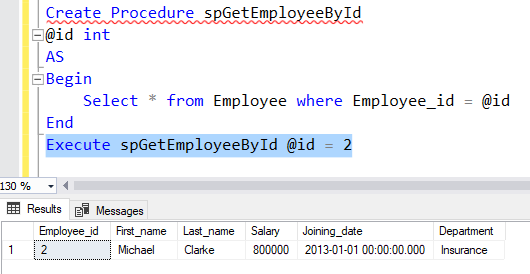 Create Procedure spGetEmployeeById
@id int
AS
Begin
Select * from Employee where Employee_id = @id
End
Execute spGetEmployeeById @id = 2
130 %
Results Messages
Employee_id First_name Last_name Salary Joining_date Department
1 2 Michael Clarke 800000 2013-01-01 00:00:00.000 Insurance